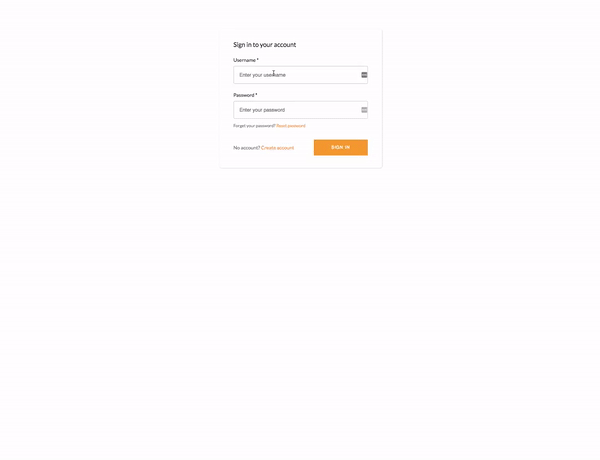 Sign in to your account
Username *
Enter your username
Password *
Enter your password
Forget your password? Reset password
No account? Create account
SIGN IN